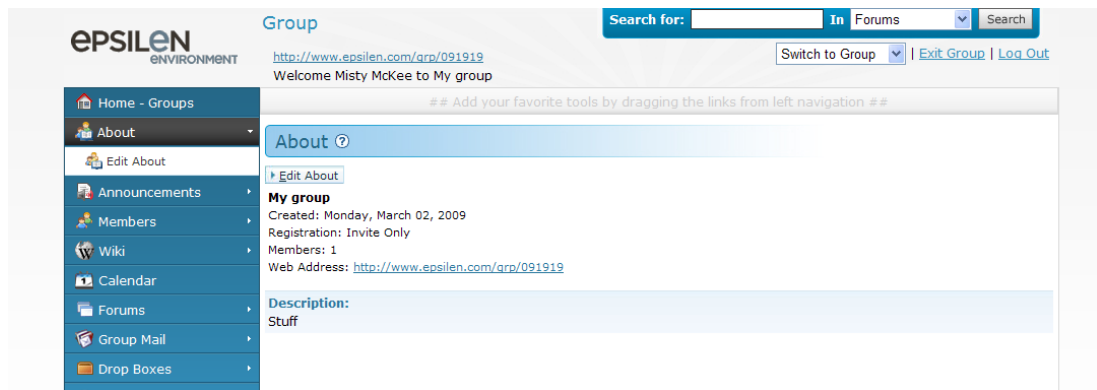 EPSILEN
ENVIRONMENT
Group
http://www.epsilen.com/grp/091919
Welcome Misty McKee to My group
Search for: In Forums Search
Switch to Group | Exit Group | Log Out
## Add your favorite tools by dragging the links from left navigation ##
Home - Groups
About
Edit About
Announcements
Members
Wiki
Calendar
Forums
Group Mail
Drop Boxes
About ?
Edit About
My group
Created: Monday, March 02, 2009
Registration: Invite Only
Members: 1
Web Address: http://www.epsilen.com/grp/091919
Description:
Stuff